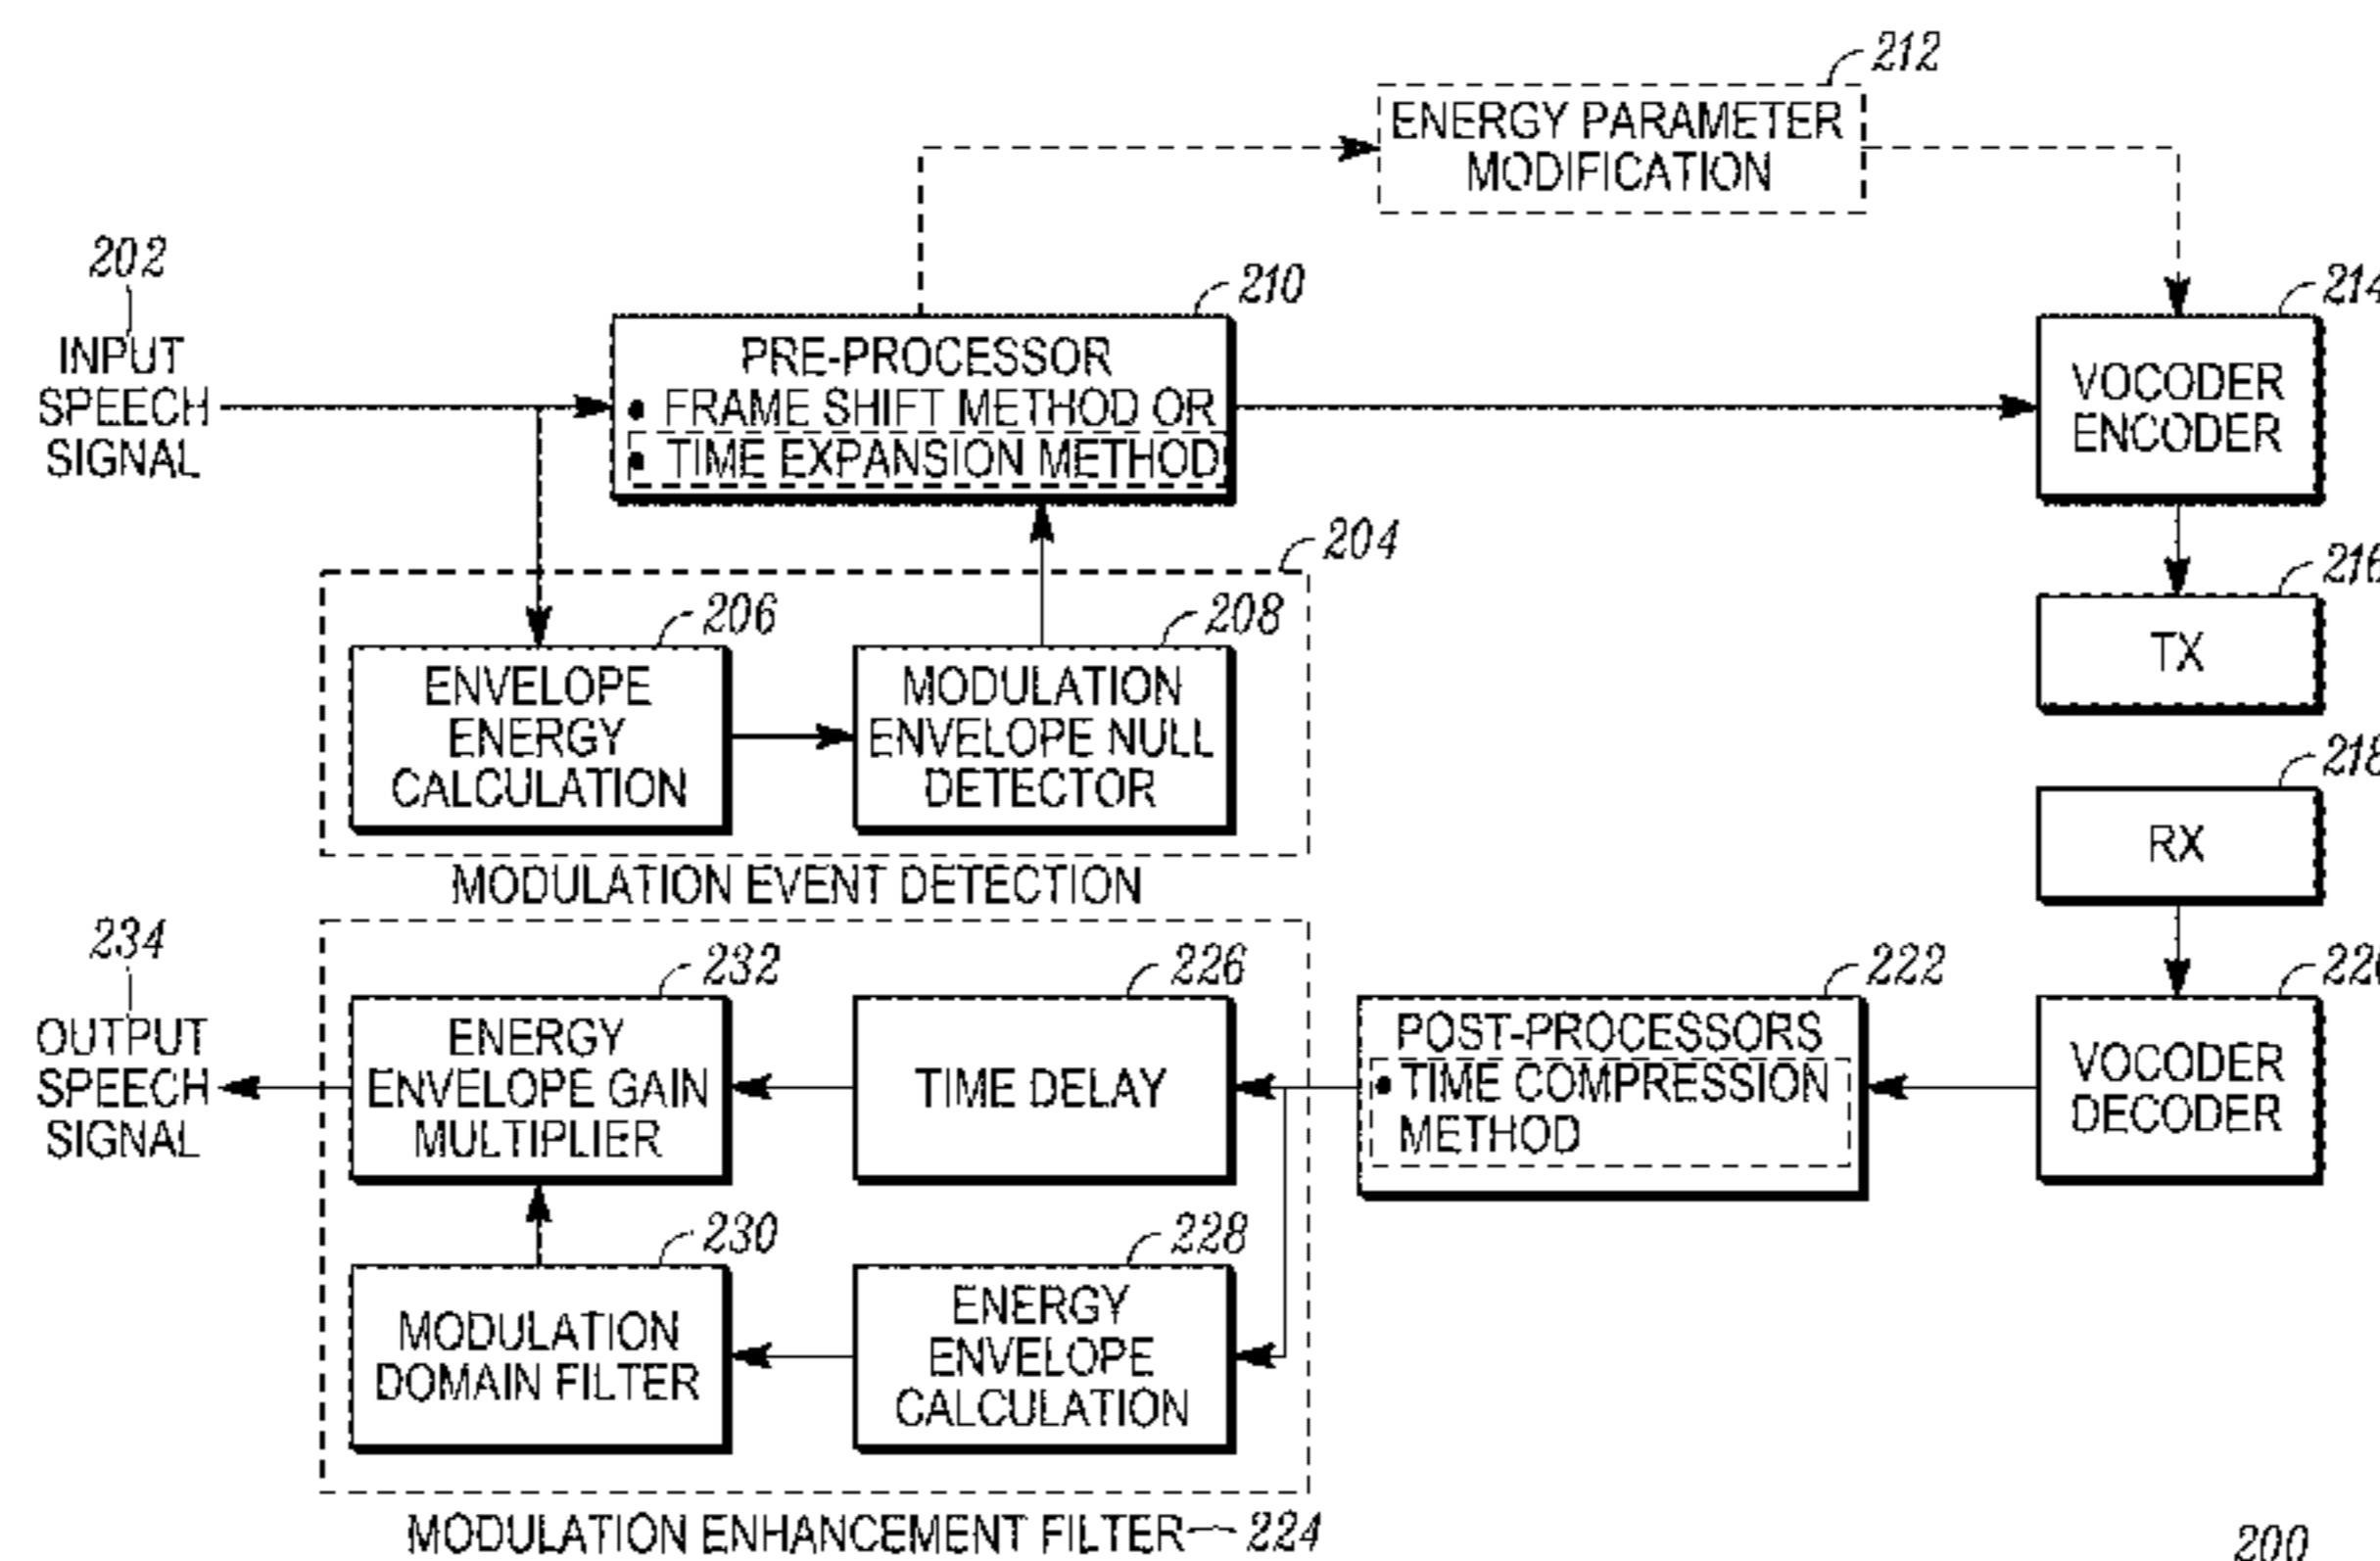 212
ENERGY PARAMETER
MODIFICATION
202
INPUT
SPEECH
SIGNAL
210
PRE-PROCESSOR
• FRAME SHIFT METHOD OR
• TIME EXPANSION METHOD
214
VOCODER
ENCODER
204
206
ENVELOPE
ENERGY
CALCULATION
208
MODULATION
ENVELOPE NULL
DETECTOR
MODULATION EVENT DETECTION
216
TX
218
RX
234
OUTPUT
SPEECH
SIGNAL
232
ENERGY
ENVELOPE GAIN
MULTIPLIER
226
TIME DELAY
222
POST-PROCESSORS
• TIME COMPRESSION
METHOD
220
VOCODER
DECODER
230
MODULATION
DOMAIN FILTER
228
ENERGY
ENVELOPE
CALCULATION
MODULATION ENHANCEMENT FILTER 224
200